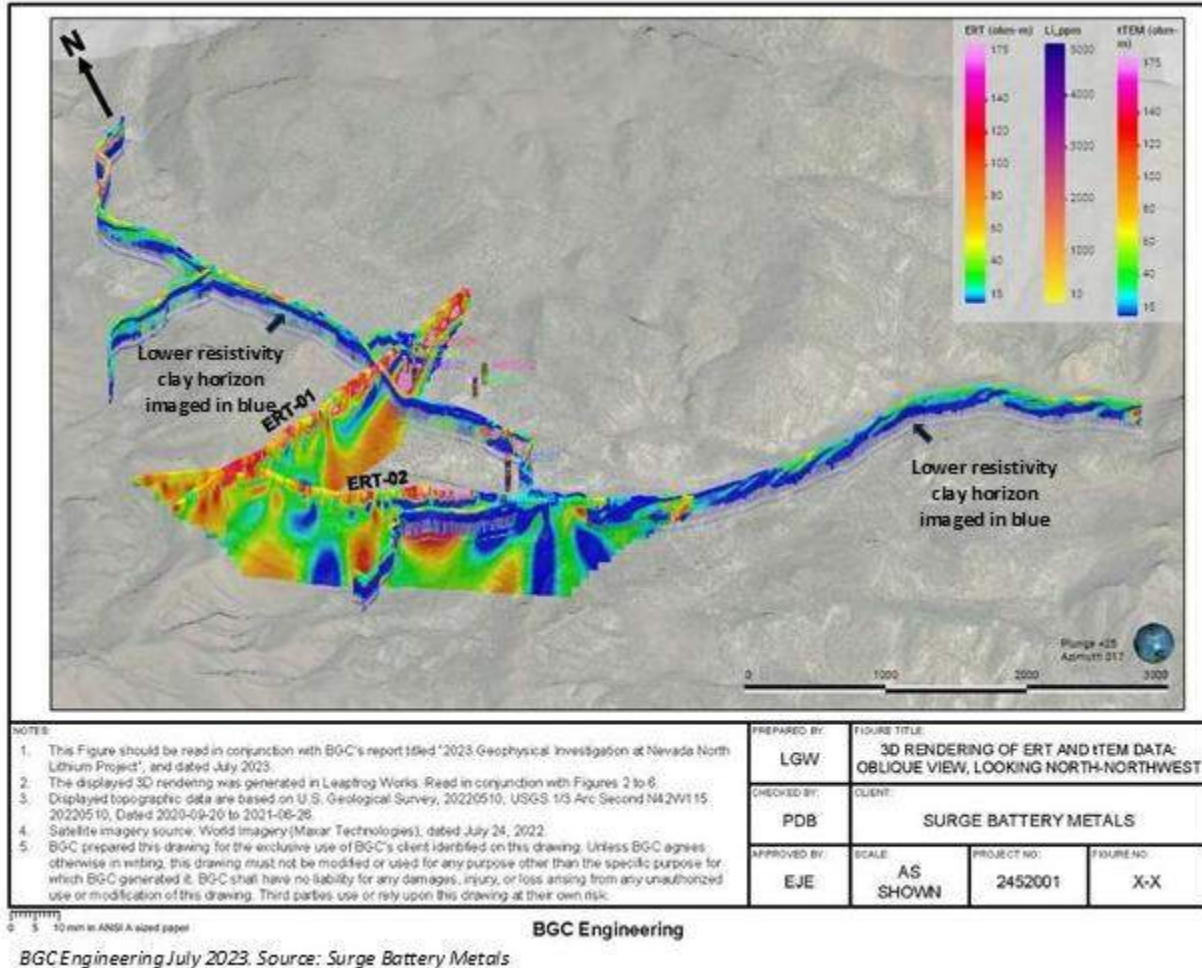 N
ERT (ohm-m)
175
140
120
100
80
60
40
15
Li_ppm
5000
4000
3000
2000
1000
10
tTEM (ohm-
m)
175
140
120
100
80
60
40
15
Lower resistivity
clay horizon
imaged in blue
ERT-01
ERT-02
Lower resistivity
clay horizon
imaged in blue
Plunge +25
Azimuth
0 1000 2000 3000
NOTES:
1. This Figure should be read in conjunction with BGC's report titled "2023 Geophysical Investigation at Nevada North
Lithium Project", and dated July 2023.
2. The displayed 3D rendering was generated in Leapfrog Works. Read in conjunction with Figures 2 to 6.
3. Displayed topographic data are based on U.S. Geological Survey, 20220510, USGS 1/3 Arc Second N42W115
20220510, Dated 2020-09-20 to 2021-06-26.
4. Satellite imagery source: World Imagery (Maxar Technologies), dated July 24, 2022.
5. BGC prepared this drawing for the exclusive use of BGC's client identified on this drawing. Unless BGC agrees
otherwise in writing, this drawing must not be modified or used for any purpose other than the specific purpose for
which BGC generated it. BGC shall have no liability for any damages, injury, or loss arising from any unauthorized
use or modification of this drawing. Third parties use or rely upon this drawing at their own risk.
PREPARED BY:
LGW
FIGURE TITLE:
3D RENDERING OF ERT AND tTEM DATA:
OBLIQUE VIEW, LOOKING NORTH-NORTHWEST
CHECKED BY:
PDB
CLIENT:
SURGE BATTERY METALS
APPROVED BY:
EJE
SCALE:
AS
SHOWN
PROJECT NO:
2452001
FIGURE NO:
X-X
0 5 10 mm in ANSI A sized paper
BGC Engineering
BGC Engineering July 2023. Source: Surge Battery Metals